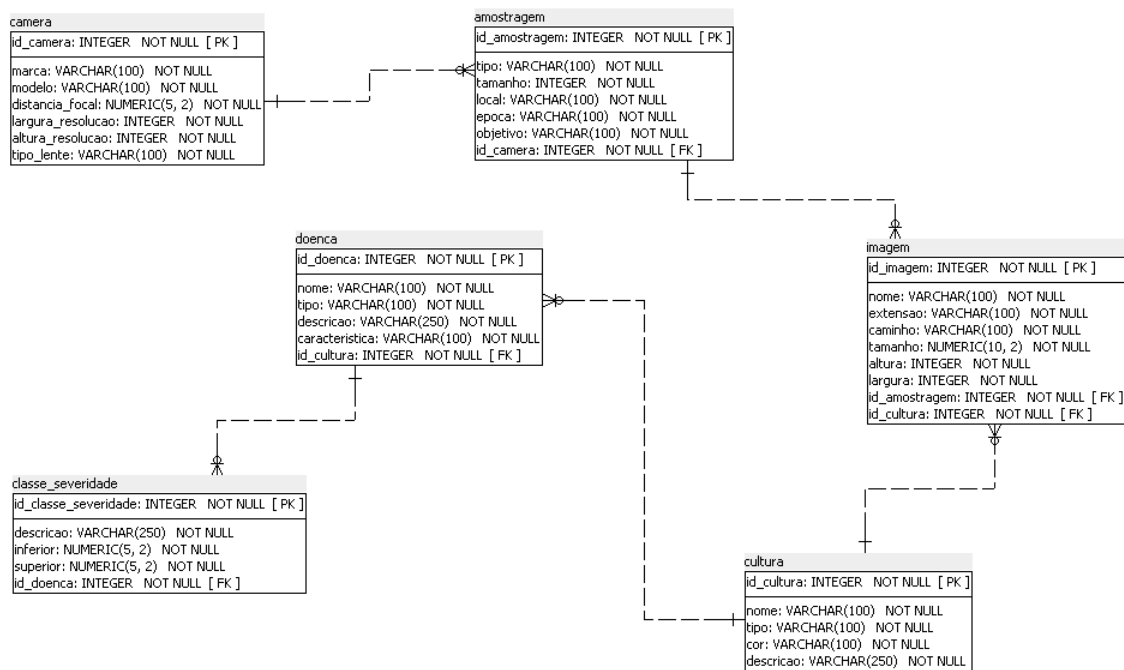 camera
id_camera: INTEGER NOT NULL [ PK ]
marca: VARCHAR(100) NOT NULL
modelo: VARCHAR(100) NOT NULL
distancia_focal: NUMERIC(5, 2) NOT NULL
largura_resolucao: INTEGER NOT NULL
altura_resolucao: INTEGER NOT NULL
tipo_lente: VARCHAR(100) NOT NULL
amostragem
id_amostragem: INTEGER NOT NULL [ PK ]
tipo: VARCHAR(100) NOT NULL
tamanho: INTEGER NOT NULL
local: VARCHAR(100) NOT NULL
epoca: VARCHAR(100) NOT NULL
objetivo: VARCHAR(100) NOT NULL
id_camera: INTEGER NOT NULL [ FK ]
doenca
id_doenca: INTEGER NOT NULL [ PK ]
nome: VARCHAR(100) NOT NULL
tipo: VARCHAR(100) NOT NULL
descricao: VARCHAR(250) NOT NULL
caracteristica: VARCHAR(100) NOT NULL
id_cultura: INTEGER NOT NULL [ FK ]
imagem
id_imagem: INTEGER NOT NULL [ PK ]
nome: VARCHAR(100) NOT NULL
extensao: VARCHAR(100) NOT NULL
caminho: VARCHAR(100) NOT NULL
tamanho: NUMERIC(10, 2) NOT NULL
altura: INTEGER NOT NULL
largura: INTEGER NOT NULL
id_amostragem: INTEGER NOT NULL [ FK ]
id_cultura: INTEGER NOT NULL [ FK ]
classe_severidade
id_classe_severidade: INTEGER NOT NULL [ PK ]
descricao: VARCHAR(250) NOT NULL
inferior: NUMERIC(5, 2) NOT NULL
superior: NUMERIC(5, 2) NOT NULL
id_doenca: INTEGER NOT NULL [ FK ]
cultura
id_cultura: INTEGER NOT NULL [ PK ]
nome: VARCHAR(100) NOT NULL
tipo: VARCHAR(100) NOT NULL
cor: VARCHAR(100) NOT NULL
descricao: VARCHAR(250) NOT NULL